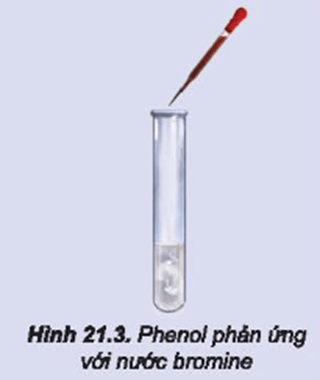 Hình 21.3. Phenol phản ứng
với nước bromine